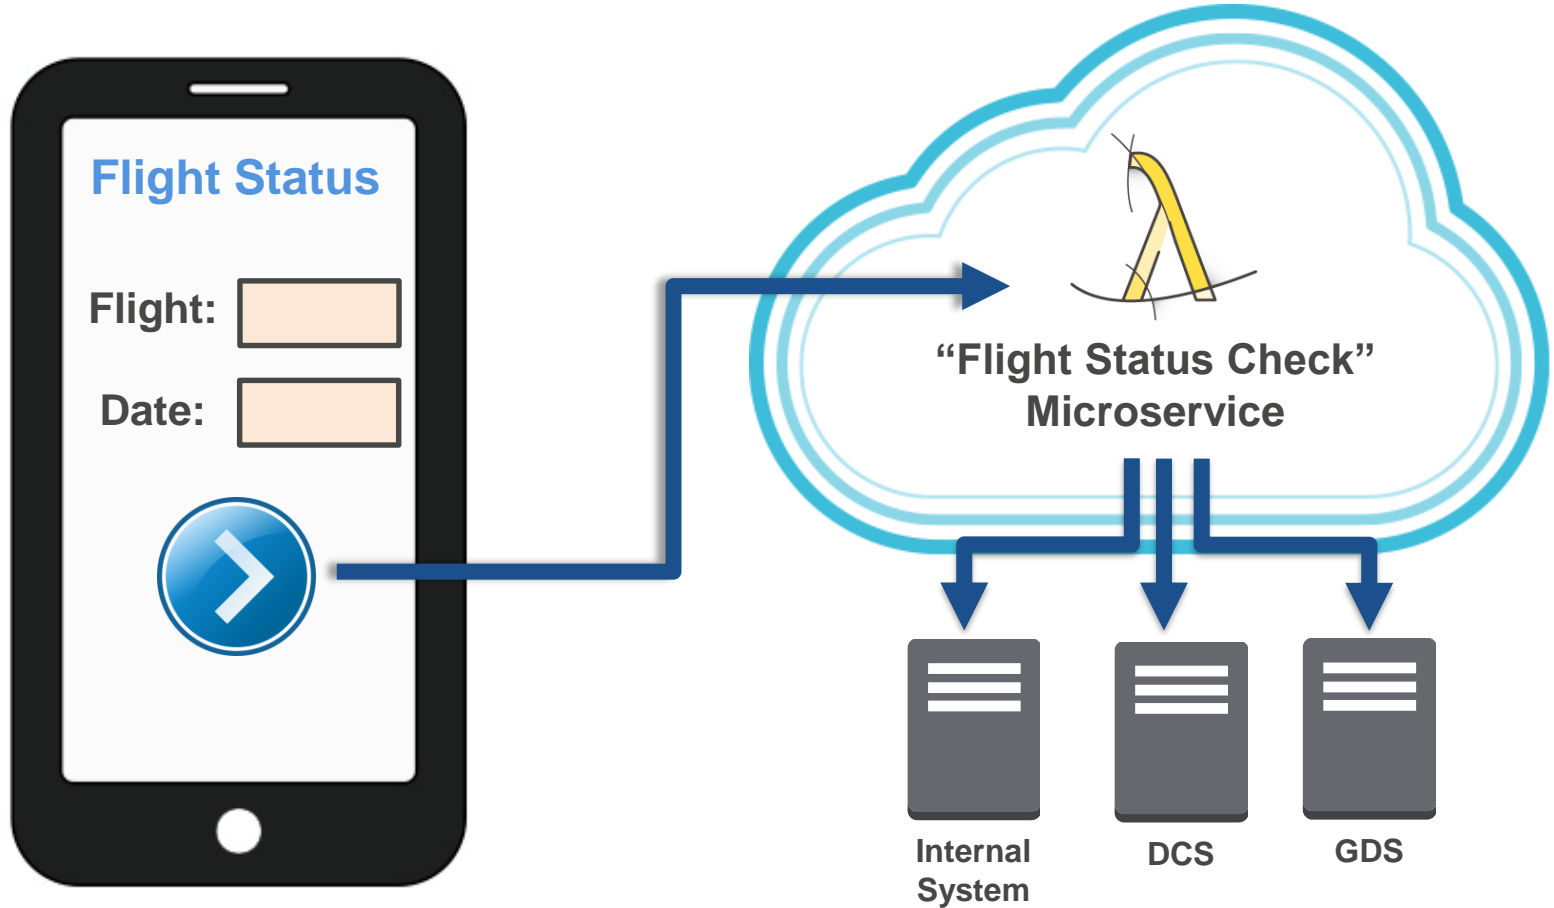 Flight Status
Flight:
Date:
“Flight Status Check”
Microservice
Internal
System
DCS
GDS